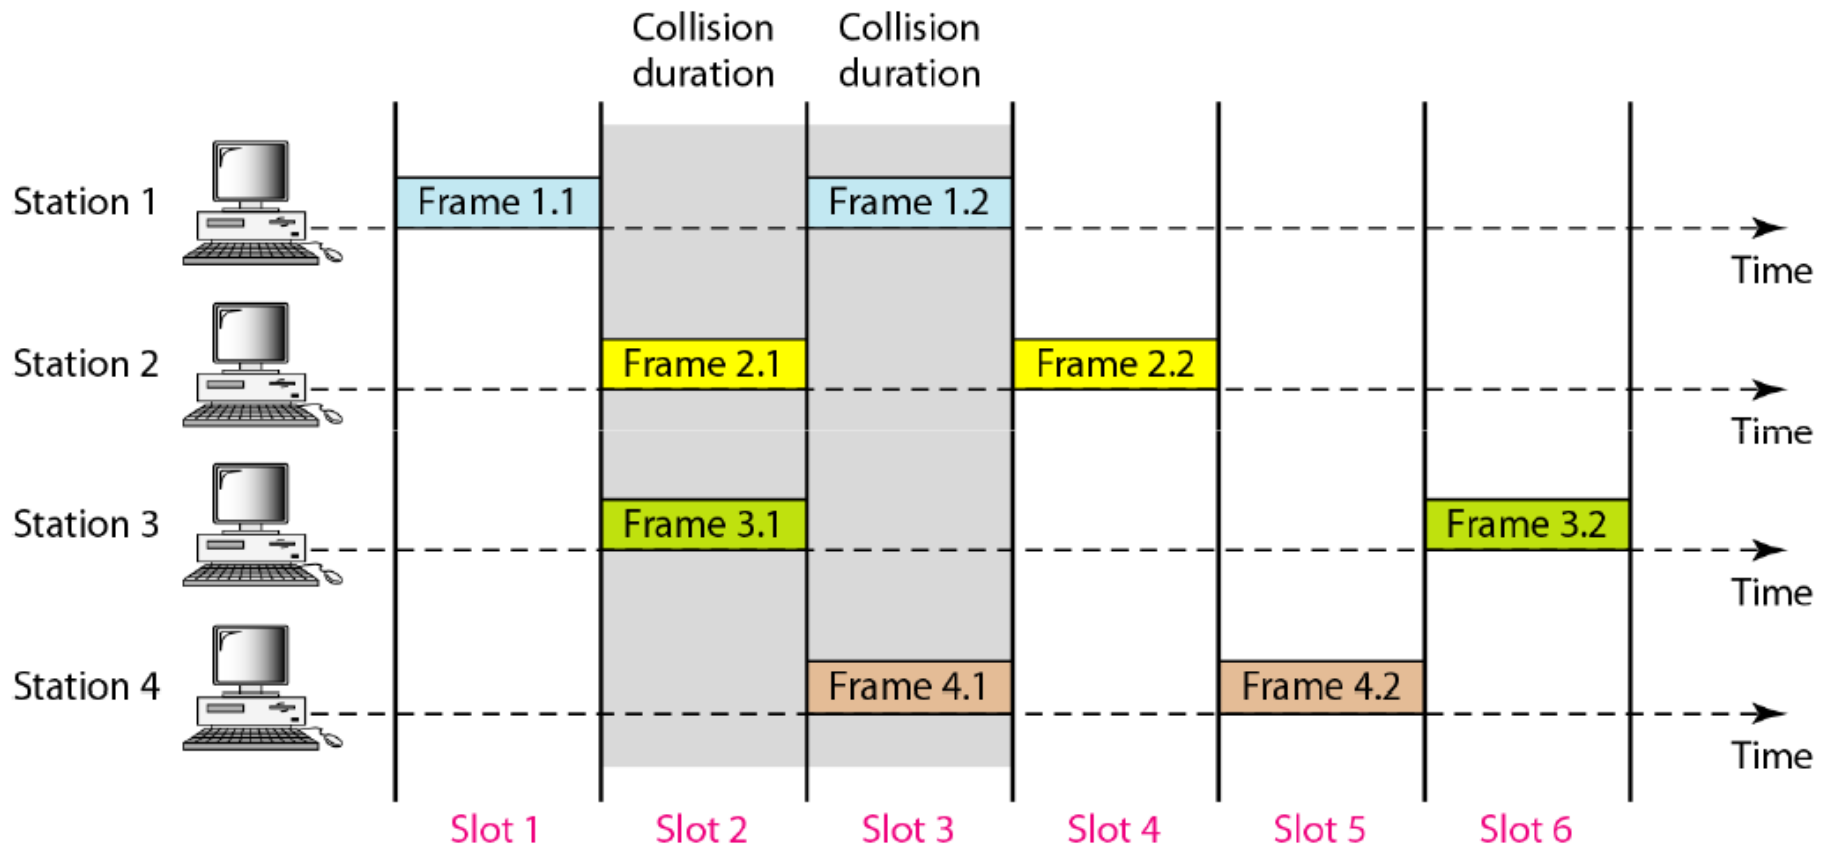 Collision Collision
duration duration
Station 1 Frame 1.1 Frame 1.2
Time
Station 2 Frame 2.1 Frame 2.2
Time
Station 3 Frame 3.1 Frame 3.2
Time
Station 4 Frame 4.1 Frame 4.2
Time
Slot 1 Slot 2 Slot 3 Slot 4 Slot 5 Slot 6